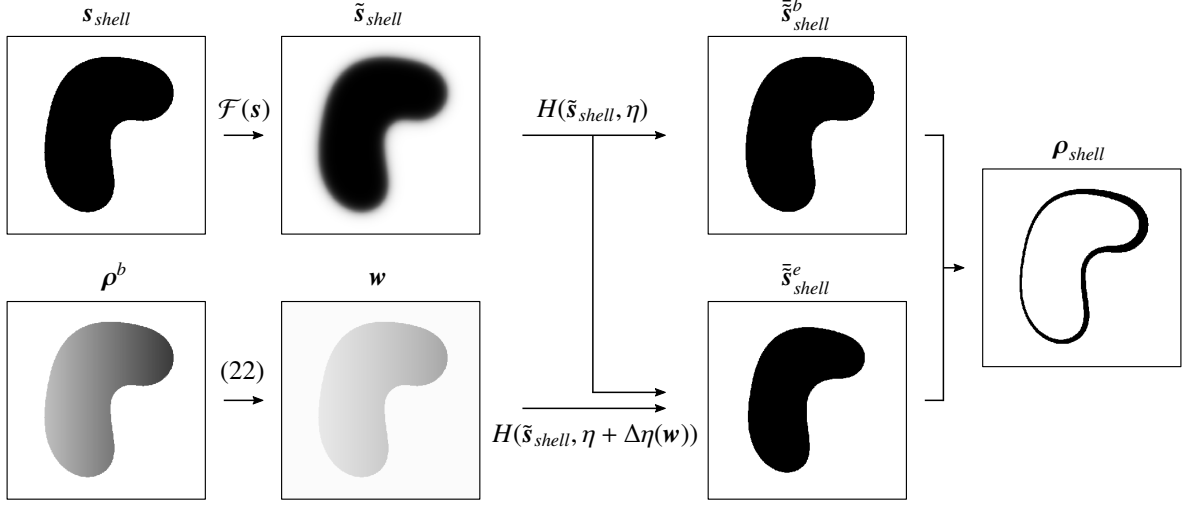 𝒔_shell
𝒔̃_shell
𝒔̄̃^b_shell
ℱ(𝒔)
H(𝒔̃_shell, η)
𝝆_shell
𝝆^b
𝒘
𝒔̄̃^e_shell
(22)
H(𝒔̃_shell, η + Δη(𝒘))